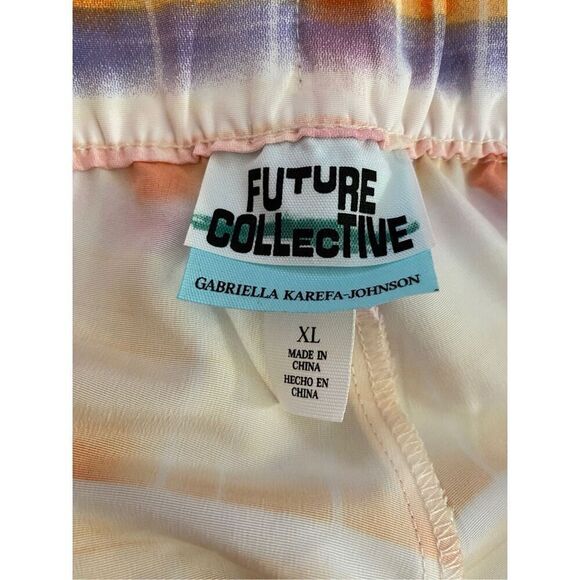 FUTURE
COLLECTIVE
GABRIELLA KAREFA-JOHNSON
XL
MADE IN
CHINA
HECHO EN
CHINA